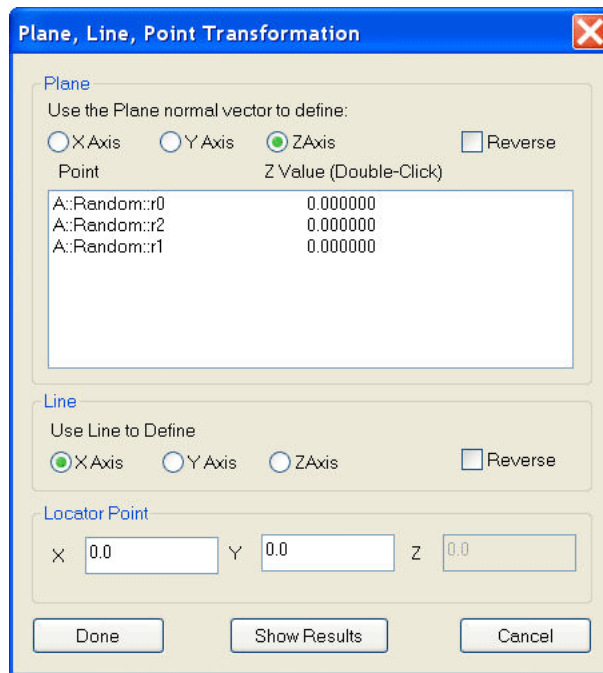 Plane, Line, Point Transformation
Plane
Use the Plane normal vector to define:
X Axis Y Axis ZAxis Reverse
Point Z Value (Double-Click)
A::Random::r0 0.000000
A::Random::r2 0.000000
A::Random::r1 0.000000
Line
Use Line to Define
X Axis Y Axis ZAxis Reverse
Locator Point
X 0.0 Y 0.0 Z 0.0
Done Show Results Cancel